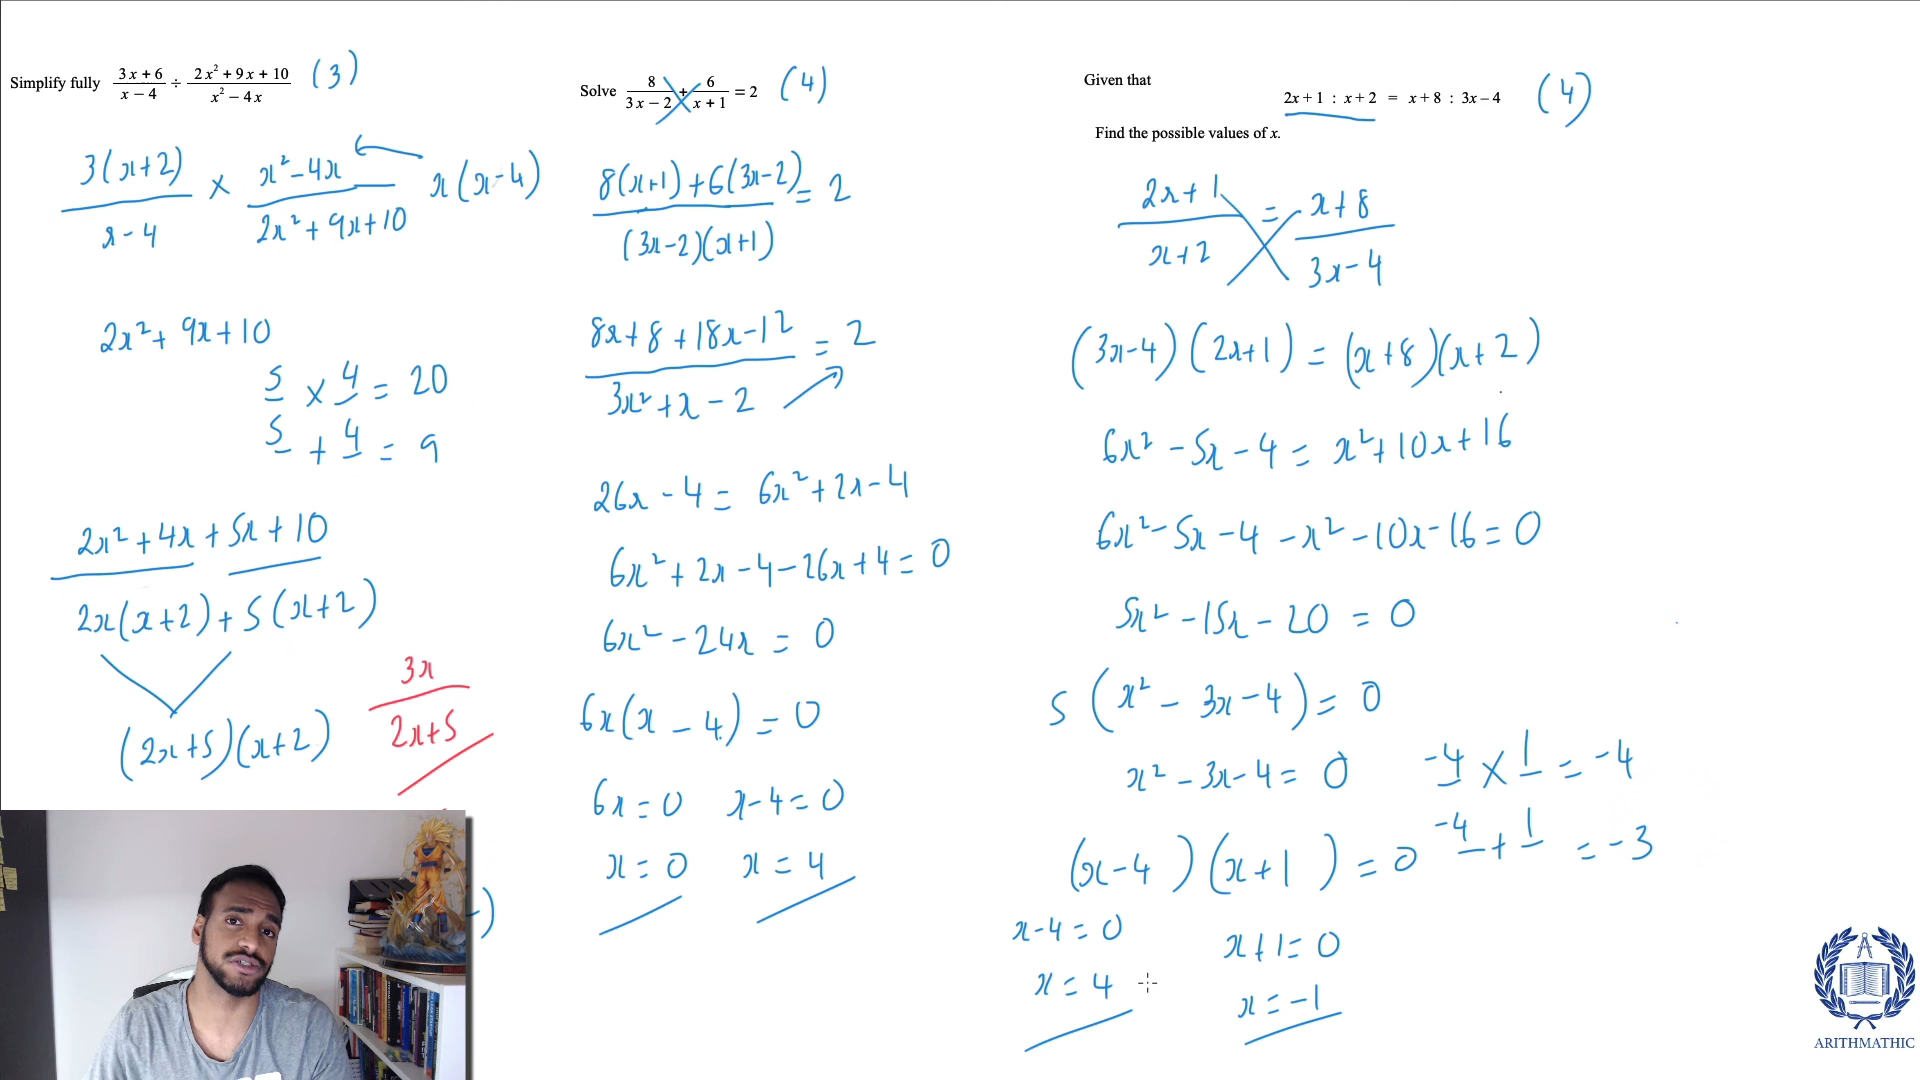 Simplify fully (3x + 6)/(x − 4) ÷ (2x² + 9x + 10)/(x² − 4x) (3)
3(x+2)/(x-4) × (x²-4x)/(2x²+9x+10) x(x-4)
2x²+9x+10
5 × 4 = 20
5 + 4 = 9
2x²+4x+5x+10
2x(x+2)+5(x+2)
(2x+5)(x+2)
3x/(2x+5)
)
Solve 8/(3x − 2) + 6/(x + 1) = 2 (4)
(8(x+1)+6(3x-2))/((3x-2)(x+1)) = 2
(8x+8+18x-12)/(3x²+x-2) = 2
26x-4 = 6x²+2x-4
6x²+2x-4-26x+4=0
6x²-24x=0
6x(x-4)=0
6x=0 x-4=0
x=0 x=4
Given that
2x + 1 : x + 2 = x + 8 : 3x − 4 (4)
Find the possible values of x.
(2x+1)/(x+2) = (x+8)/(3x-4)
(3x-4)(2x+1)=(x+8)(x+2)
6x²-5x-4=x²+10x+16
6x²-5x-4-x²-10x-16=0
5x²-15x-20=0
5(x²-3x-4)=0
x²-3x-4=0 -4×1=-4
(x-4)(x+1)=0 -4+1=-3
x-4=0 x+1=0
x=4 x=-1
ARITHMATHIC